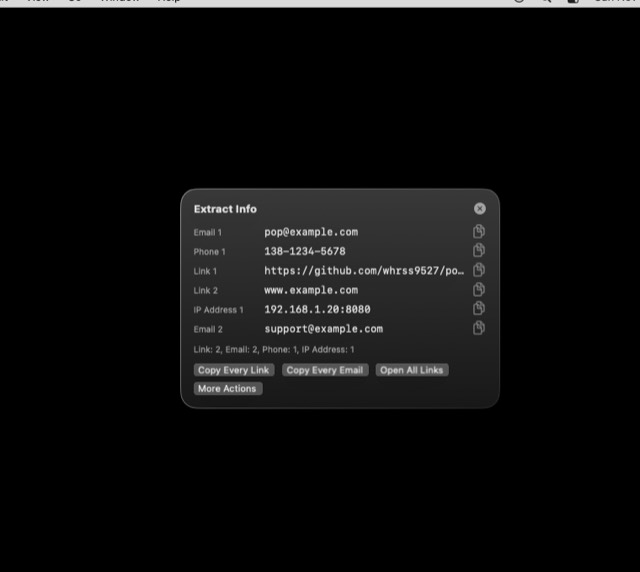 Window Help
Extract Info
Email 1 pop@example.com
Phone 1 138-1234-5678
Link 1 https://github.com/whrss9527/po…
Link 2 www.example.com
IP Address 1 192.168.1.20:8080
Email 2 support@example.com
Link: 2, Email: 2, Phone: 1, IP Address: 1
Copy Every Link Copy Every Email Open All Links
More Actions